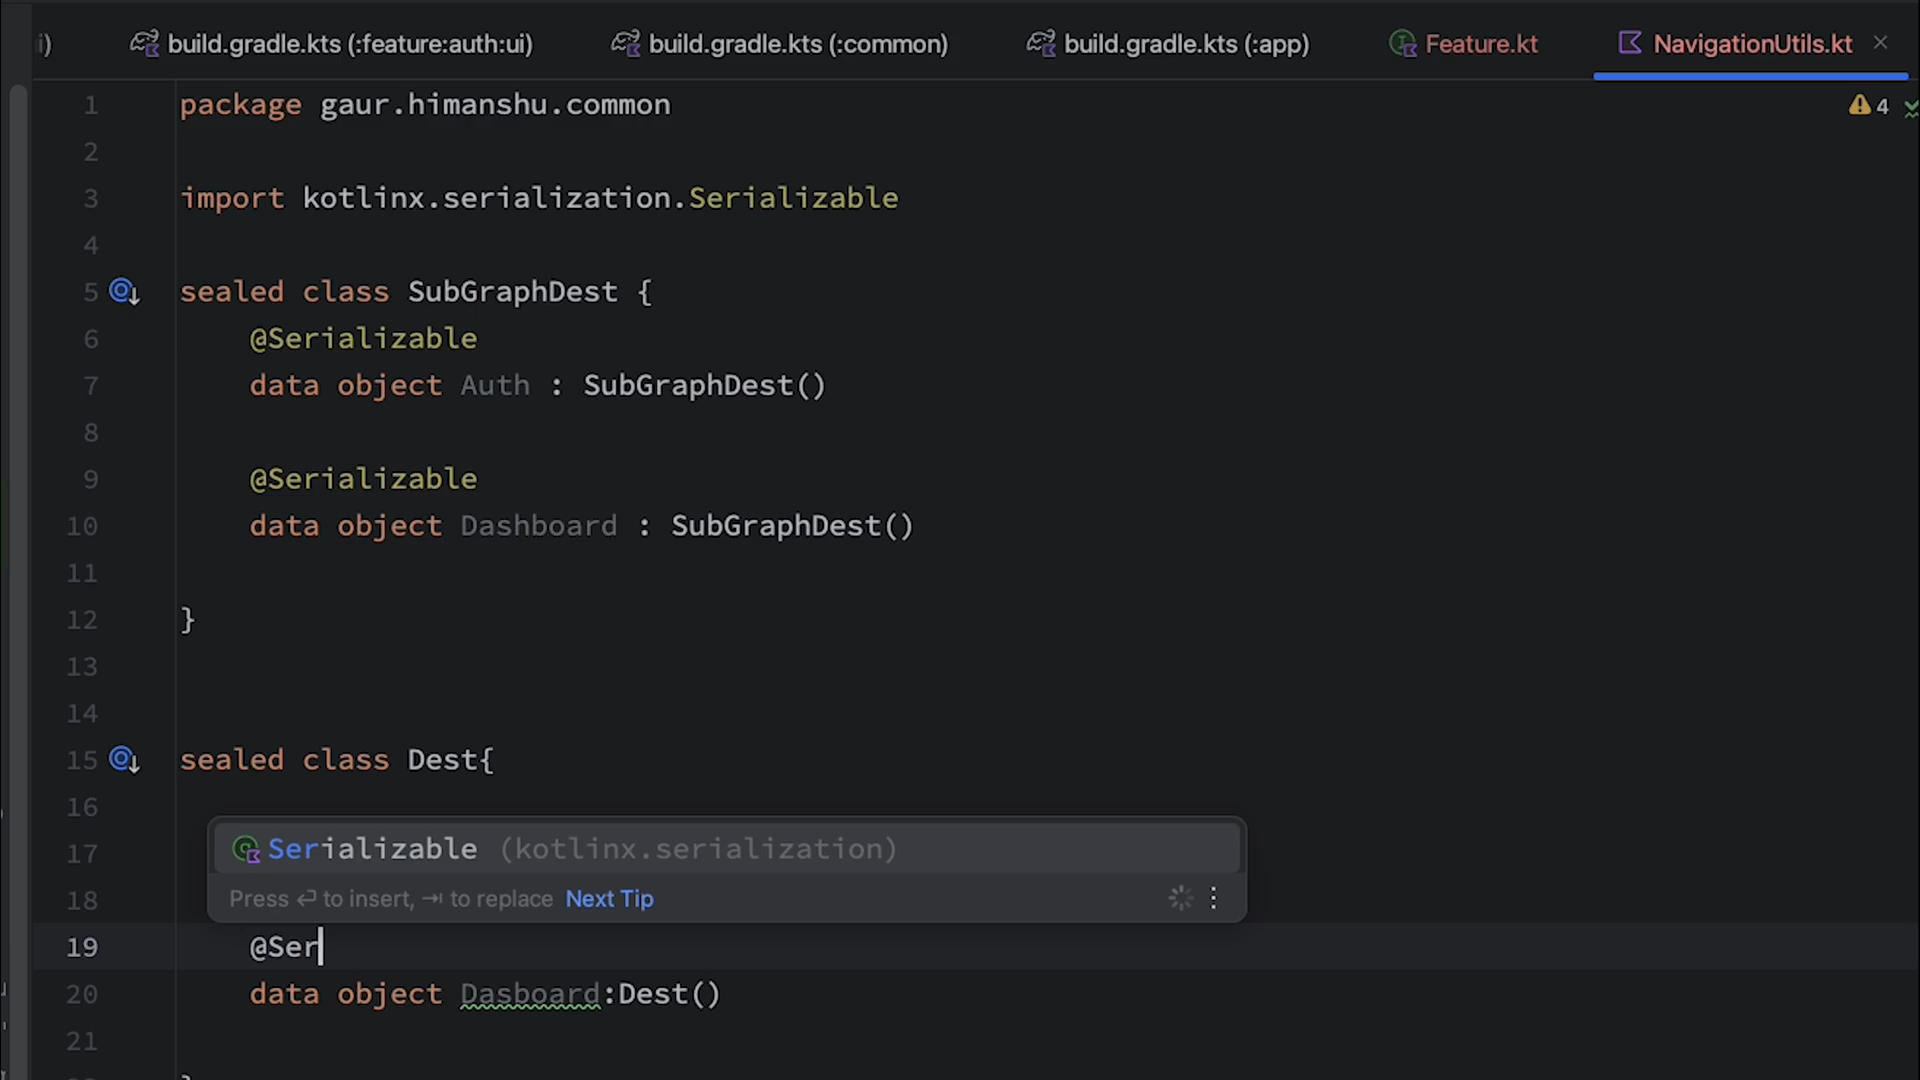 i) build.gradle.kts (:feature:auth:ui) build.gradle.kts (:common) build.gradle.kts (:app) Feature.kt NavigationUtils.kt
1 package gaur.himanshu.common 4
2
3 import kotlinx.serialization.Serializable
4
5 sealed class SubGraphDest {
6 @Serializable
7 data object Auth : SubGraphDest()
8
9 @Serializable
10 data object Dashboard : SubGraphDest()
11
12 }
13
14
15 sealed class Dest{
16
17 Serializable (kotlinx.serialization)
18 Press ⏎ to insert, ⇥ to replace Next Tip
19 @Ser
20 data object Dasboard:Dest()
21